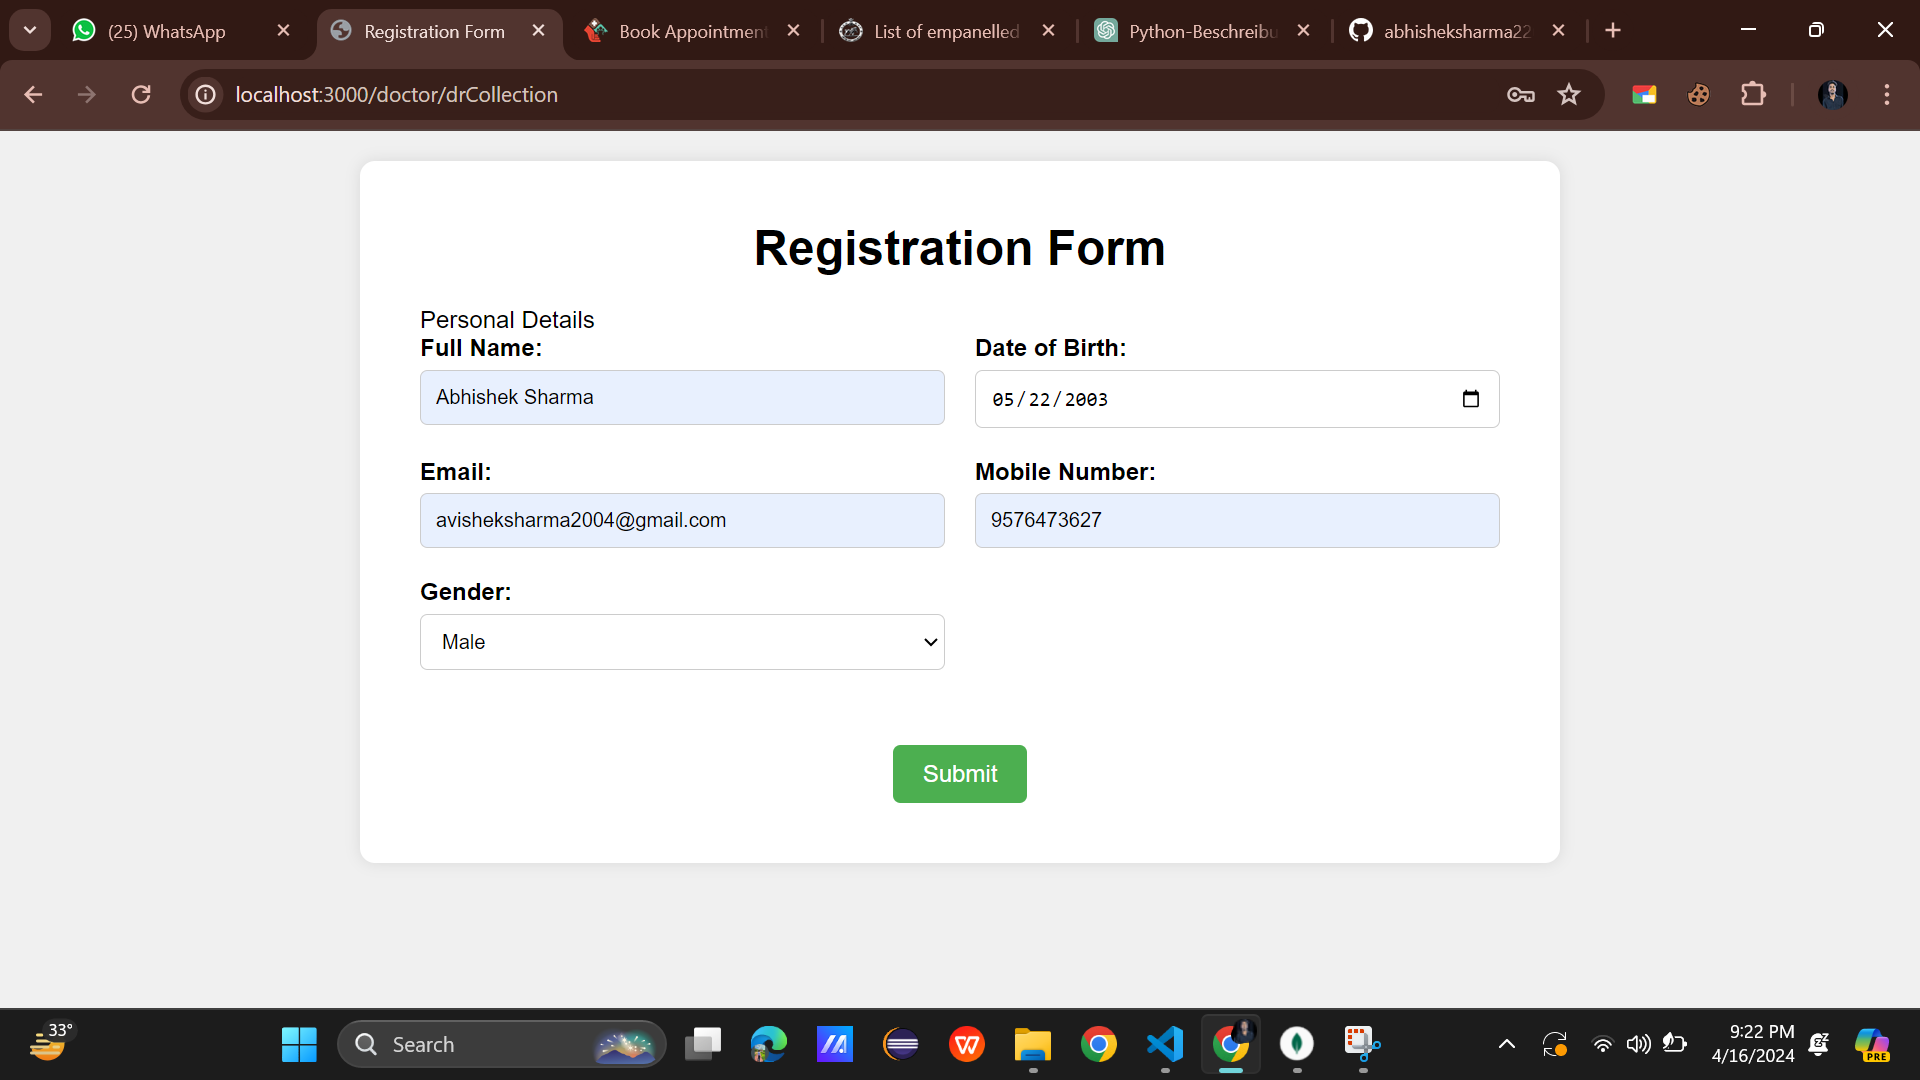 (25) WhatsApp
Registration Form
Book Appointment
List of empanelled
Python-Beschreibu
abhisheksharma22
localhost:3000/doctor/drCollection
Registration Form
Personal Details
Full Name:
Date of Birth:
Abhishek Sharma
05/22/2003
Email:
Mobile Number:
avisheksharma2004@gmail.com
9576473627
Gender:
Male
Submit
33°
Search
9:22 PM
4/16/2024
PRE